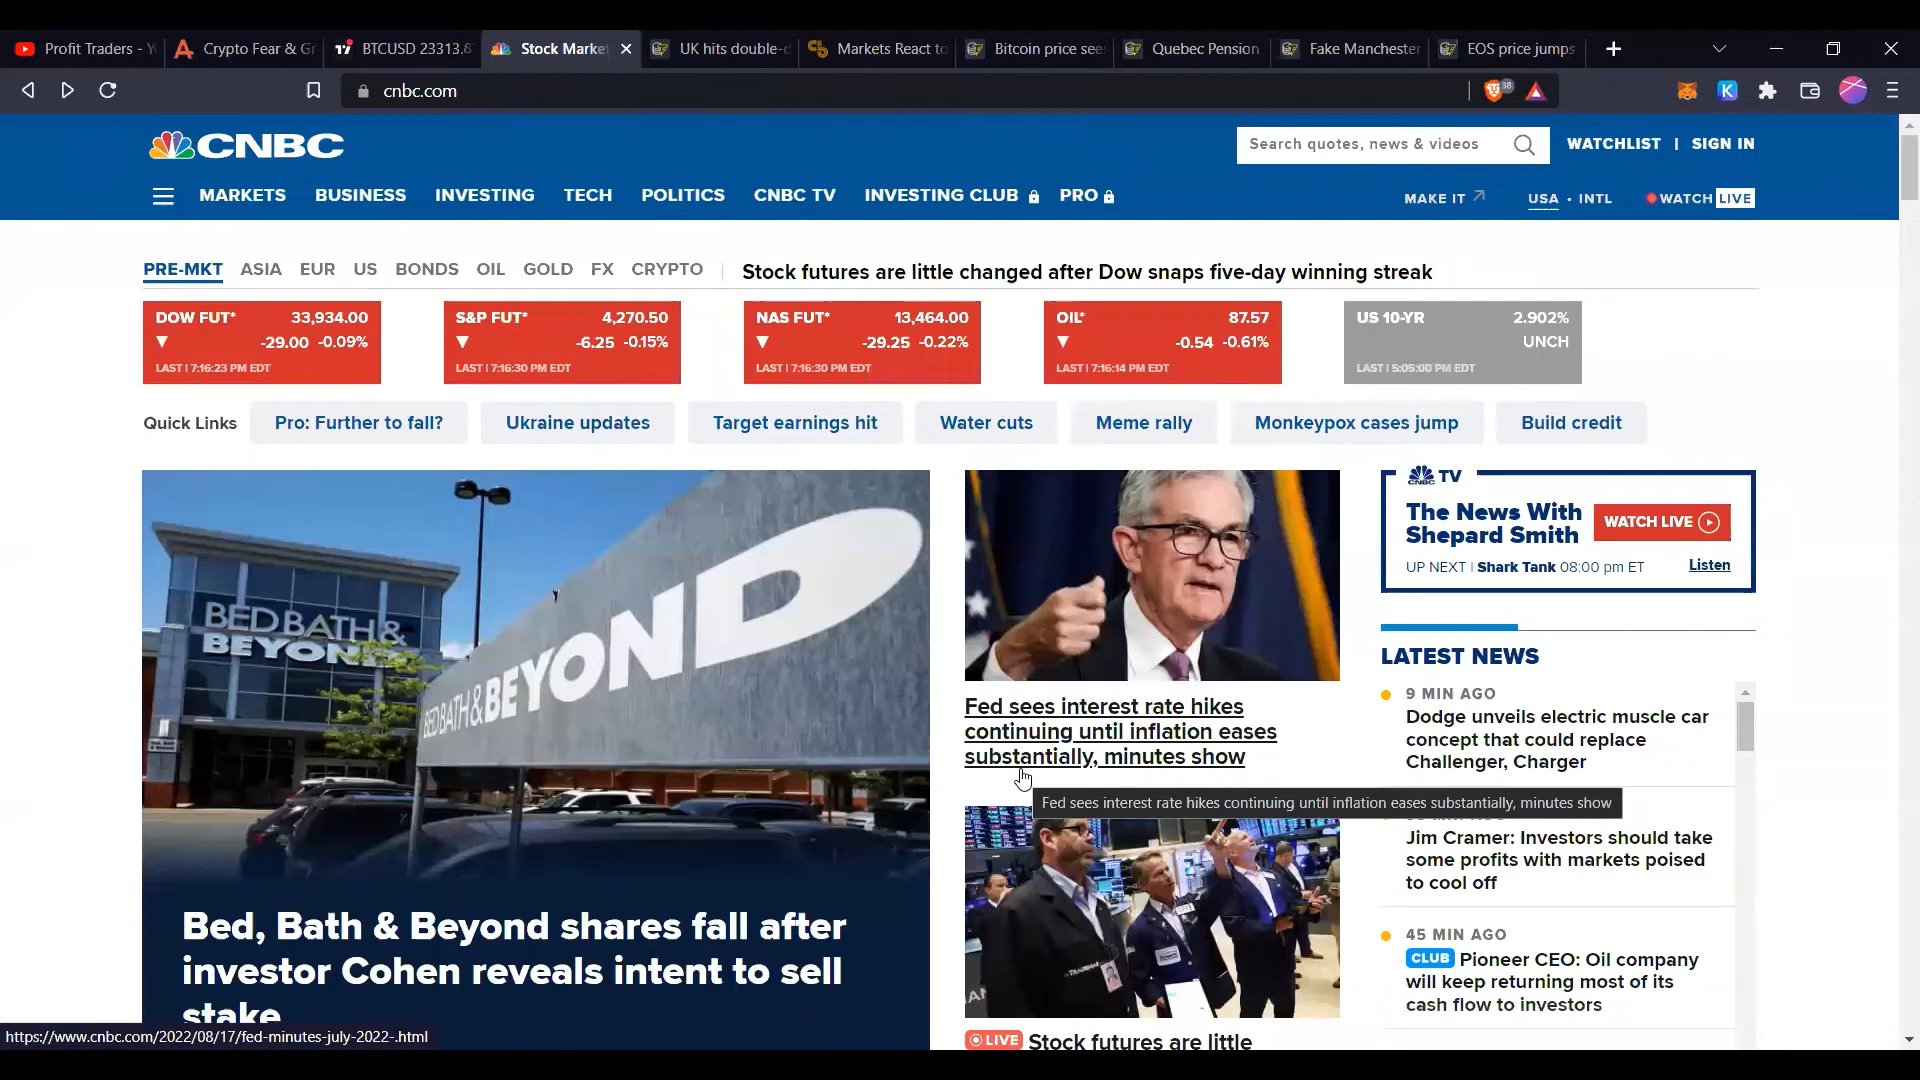 Profit Traders - Y
Crypto Fear & Gr
BTCUSD 23313.8
Stock Marke
UK hits double-d
Markets React to
Bitcoin price see
Quebec Pension
Fake Manchester
EOS price jumps
cnbc.com
38
CNBC
Search quotes, news & videos
WATCHLIST | SIGN IN
MARKETS BUSINESS INVESTING TECH POLITICS CNBC TV INVESTING CLUB PRO
MAKE IT USA • INTL WATCH LIVE
PRE-MKT ASIA EUR US BONDS OIL GOLD FX CRYPTO
Stock futures are little changed after Dow snaps five-day winning streak
DOW FUT* 33,934.00
-29.00 -0.09%
LAST | 7:16:23 PM EDT
S&P FUT* 4,270.50
-6.25 -0.15%
LAST | 7:16:30 PM EDT
NAS FUT* 13,464.00
-29.25 -0.22%
LAST | 7:16:30 PM EDT
OIL* 87.57
-0.54 -0.61%
LAST | 7:16:14 PM EDT
US 10-YR 2.902%
UNCH
LAST | 5:05:00 PM EDT
Quick Links
Pro: Further to fall?
Ukraine updates
Target earnings hit
Water cuts
Meme rally
Monkeypox cases jump
Build credit
BED BATH &
BEYOND
BED BATH & BEYOND
Bed, Bath & Beyond shares fall after
investor Cohen reveals intent to sell
stake
Fed sees interest rate hikes
continuing until inflation eases
substantially, minutes show
Fed sees interest rate hikes continuing until inflation eases substantially, minutes show
LIVE Stock futures are little
CNBC TV
The News With
Shepard Smith
WATCH LIVE
UP NEXT | Shark Tank 08:00 pm ET
Listen
LATEST NEWS
9 MIN AGO
Dodge unveils electric muscle car
concept that could replace
Challenger, Charger
Jim Cramer: Investors should take
some profits with markets poised
to cool off
45 MIN AGO
CLUB Pioneer CEO: Oil company
will keep returning most of its
cash flow to investors
https://www.cnbc.com/2022/08/17/fed-minutes-july-2022-.html